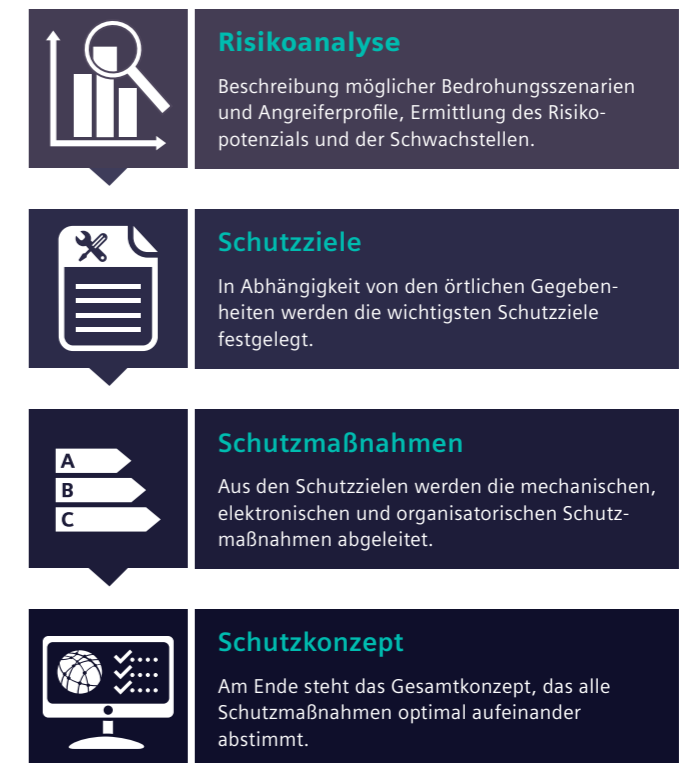 Risikoanalyse
Beschreibung möglicher Bedrohungsszenarien
und Angreiferprofile, Ermittlung des Risiko-
potenzials und der Schwachstellen.
Schutzziele
In Abhängigkeit von den örtlichen Gegeben-
heiten werden die wichtigsten Schutzziele
festgelegt.
A
B
C
Schutzmaßnahmen
Aus den Schutzzielen werden die mechanischen,
elektronischen und organisatorischen Schutz-
maßnahmen abgeleitet.
Schutzkonzept
Am Ende steht das Gesamtkonzept, das alle
Schutzmaßnahmen optimal aufeinander
abstimmt.